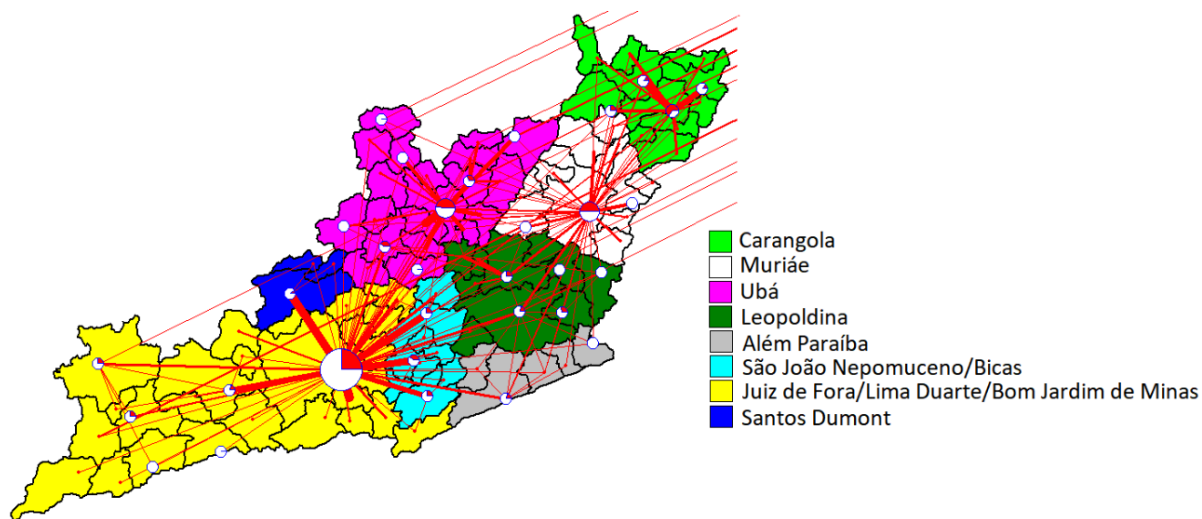 Carangola
Muriáe
Ubá
Leopoldina
Além Paraíba
São João Nepomuceno/Bicas
Juiz de Fora/Lima Duarte/Bom Jardim de Minas
Santos Dumont